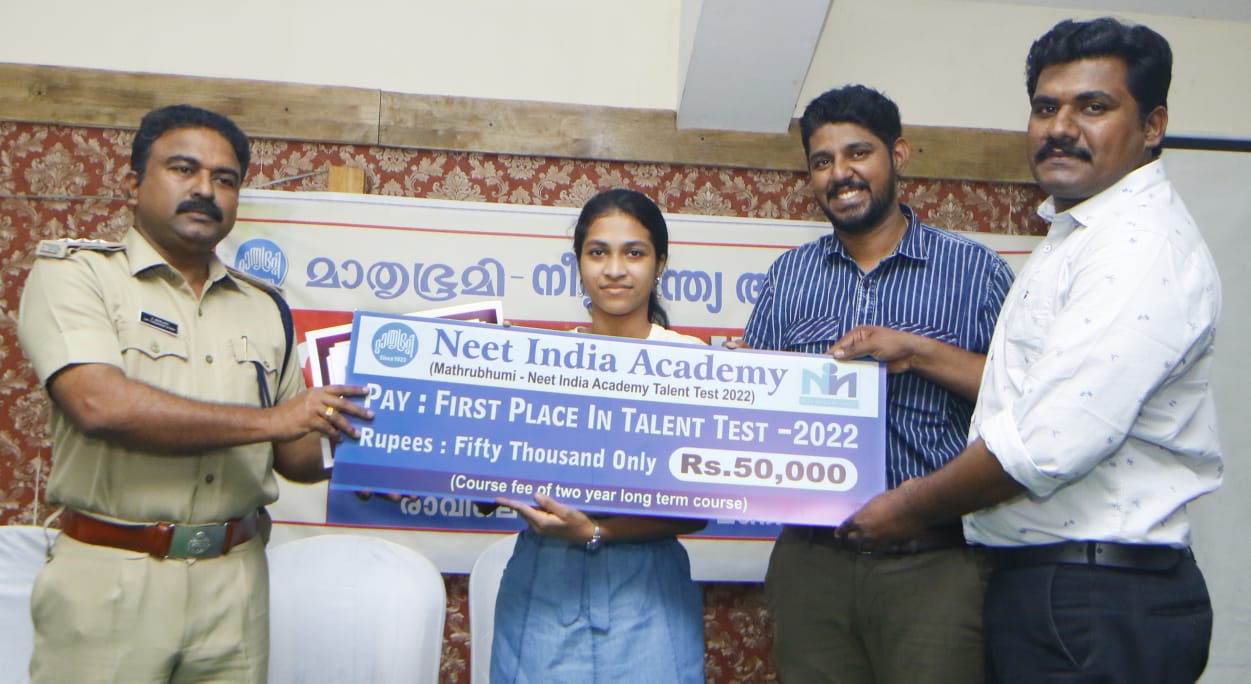 മാതൃഭൂമി
മാതൃഭൂമി-
മാതൃഭൂമി
Since 1923
Neet India Academy
(Mathrubhumi - Neet India Academy Talent Test 2022)
NIN
PAY : FIRST PLACE IN TALENT TEST -2022
Rupees : Fifty Thousand Only Rs.50,000
(Course fee of two year long term course)